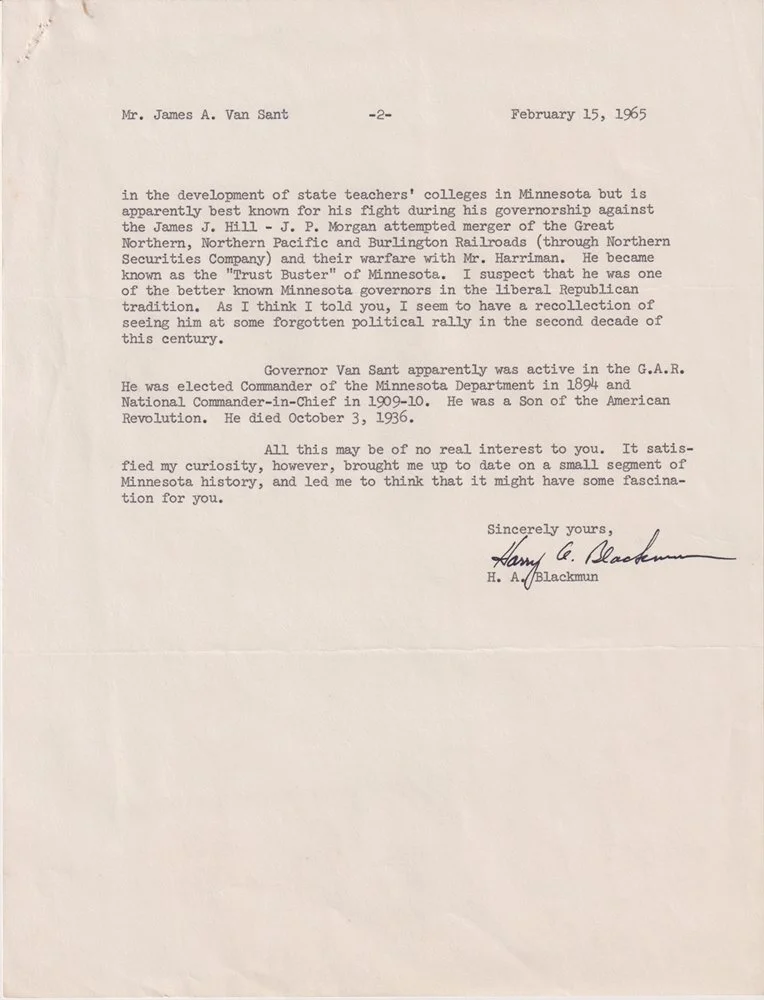 Mr. James A. Van Sant -2- February 15, 1965
in the development of state teachers' colleges in Minnesota but is
apparently best known for his fight during his governorship against
the James J. Hill - J. P. Morgan attempted merger of the Great
Northern, Northern Pacific and Burlington Railroads (through Northern
Securities Company) and their warfare with Mr. Harriman. He became
known as the "Trust Buster" of Minnesota. I suspect that he was one
of the better known Minnesota governors in the liberal Republican
tradition. As I think I told you, I seem to have a recollection of
seeing him at some forgotten political rally in the second decade of
this century.
Governor Van Sant apparently was active in the G.A.R.
He was elected Commander of the Minnesota Department in 1894 and
National Commander-in-Chief in 1909-10. He was a Son of the American
Revolution. He died October 3, 1936.
All this may be of no real interest to you. It satis-
fied my curiosity, however, brought me up to date on a small segment of
Minnesota history, and led me to think that it might have some fascina-
tion for you.
Sincerely yours,
Harry A. Blackmun
H. A. Blackmun